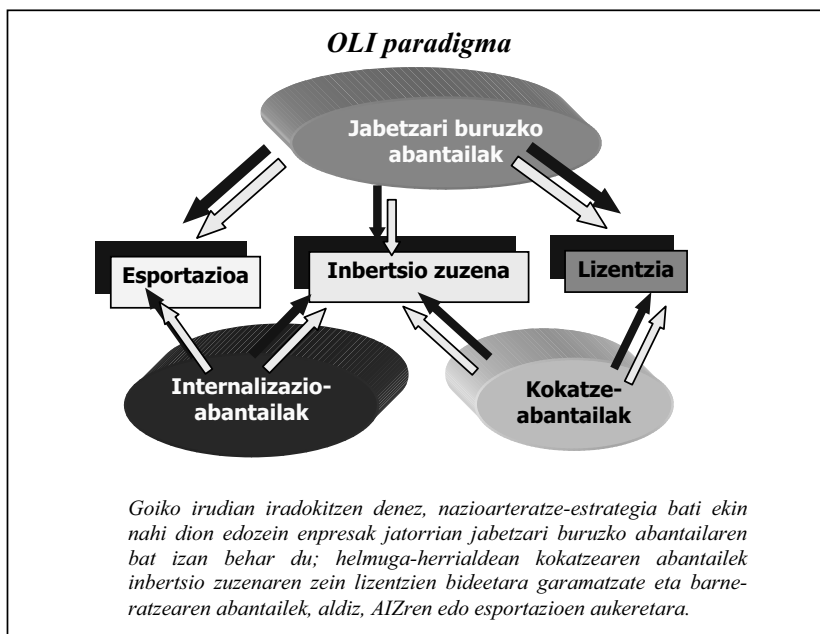 OLI paradigma
Jabetzari buruzko
abantailak
Esportazioa
Inbertsio zuzena
Lizentzia
Internalizazio-
abantailak
Kokatze-
abantailak
Goiko irudian iradokitzen denez, nazioarteratze-estrategia bati ekin
nahi dion edozein enpresak jatorrian jabetzari buruzko abantailaren
bat izan behar du; helmuga-herrialdean kokatzearen abantailek
inbertsio zuzenaren zein lizentzien bideetara garamatzate eta barne-
ratzearen abantailek, aldiz, AIZren edo esportazioen aukeretara.